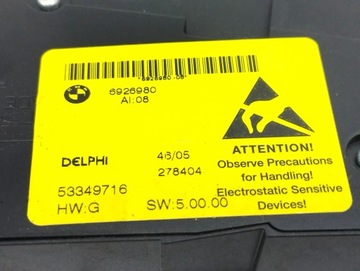 *6926980-08*
6926980
AI:08
DELPHI
46/05
278404
53349716
HW:G
SW:5.00.00
ATTENTION!
Observe Precautions
for Handling!
Electrostatic Sensitive
Devices!